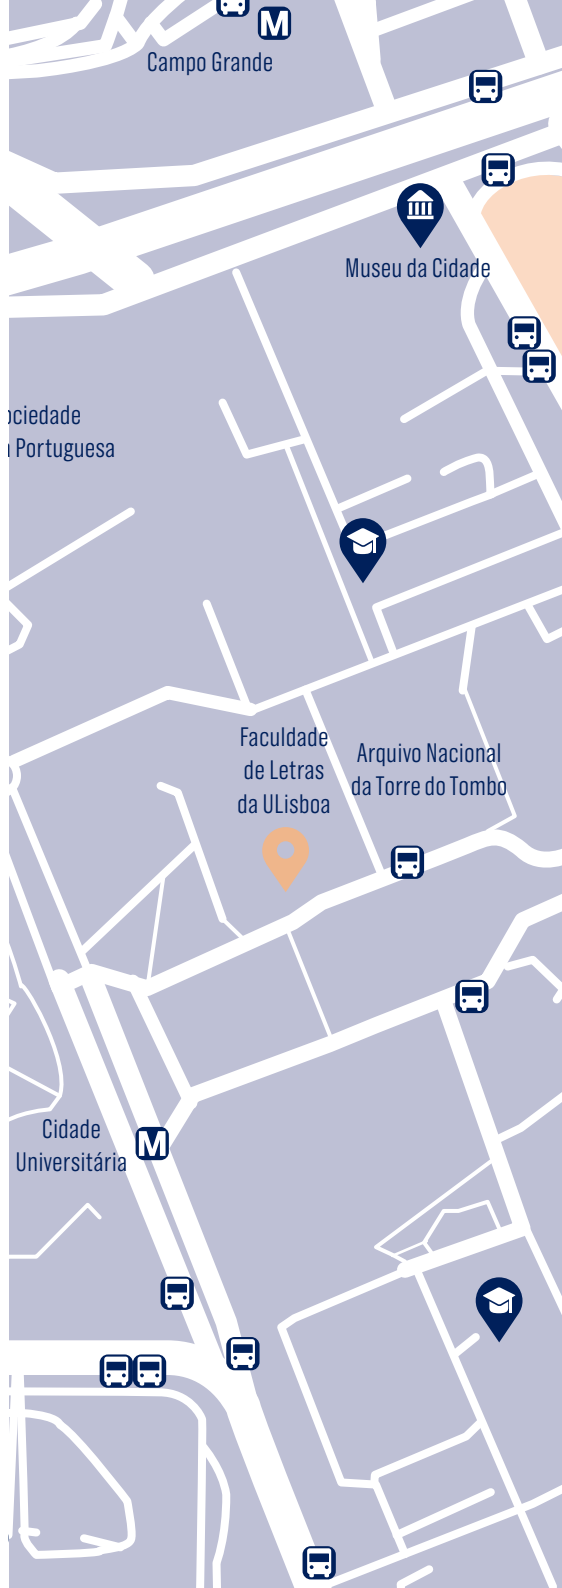 M
Campo Grande
Museu da Cidade
ociedade
Portuguesa
Faculdade
de Letras
da ULisboa
Arquivo Nacional
da Torre do Tombo
Cidade
Universitária
M